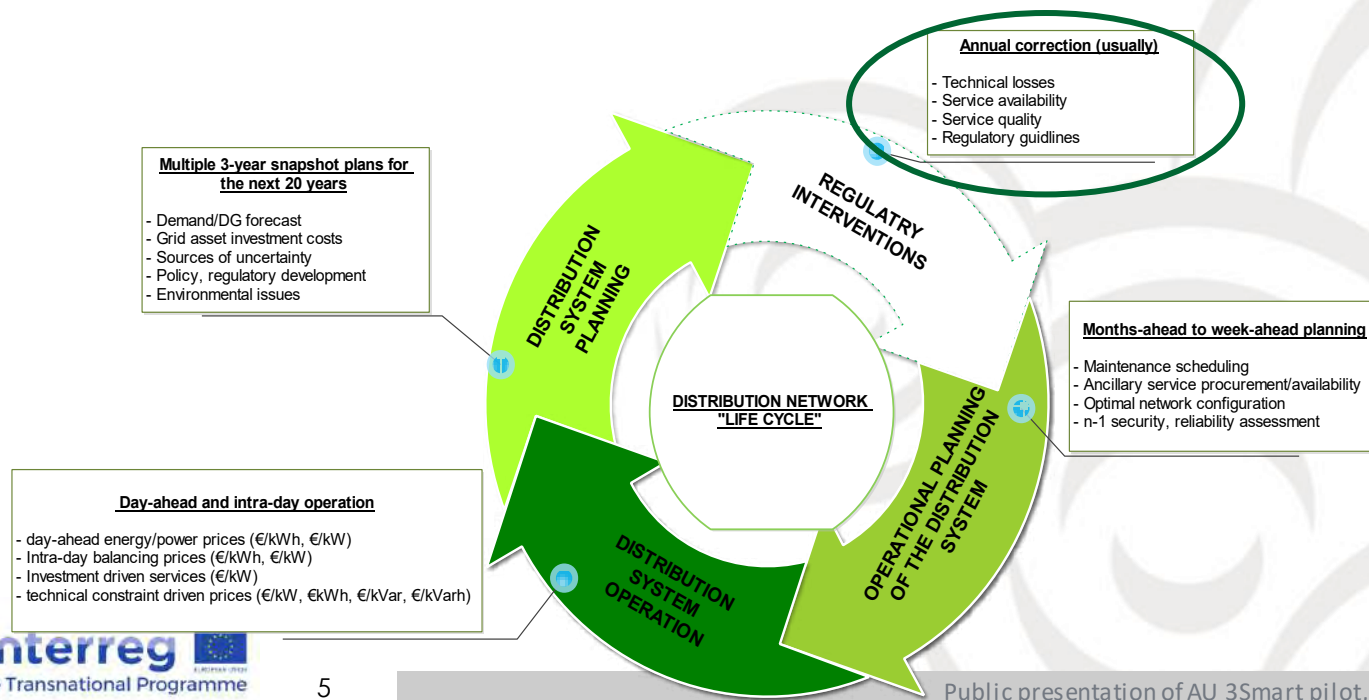 Annual correction (usually)
- Technical losses
- Service availability
- Service quality
- Regulatory guidlines
Multiple 3-year snapshot plans for
the next 20 years
- Demand/DG forecast
- Grid asset investment costs
- Sources of uncertainty
- Policy, regulatory development
- Environmental issues
REGULATRY
INTERVENTIONS
DISTRIBUTION
SYSTEM
PLANNING
Months-ahead to week-ahead planning
- Maintenance scheduling
- Ancillary service procurement/availability
- Optimal network configuration
- n-1 security, reliability assessment
DISTRIBUTION NETWORK
"LIFE CYCLE"
OPERATIONAL PLANNING
OF THE DISTRIBUTION
SYSTEM
Day-ahead and intra-day operation
- day-ahead energy/power prices (€/kWh, €/kW)
- Intra-day balancing prices (€/kWh, €/kW)
- Investment driven services (€/kW)
- technical constraint driven prices (€/kW, €kWh, €/kVar, €/kVarh)
DISTRIBUTION
SYSTEM
OPERATION
nterreg
EUROPEAN UNION
Transnational Programme
5
Public presentation of AU 3Smart pilot,